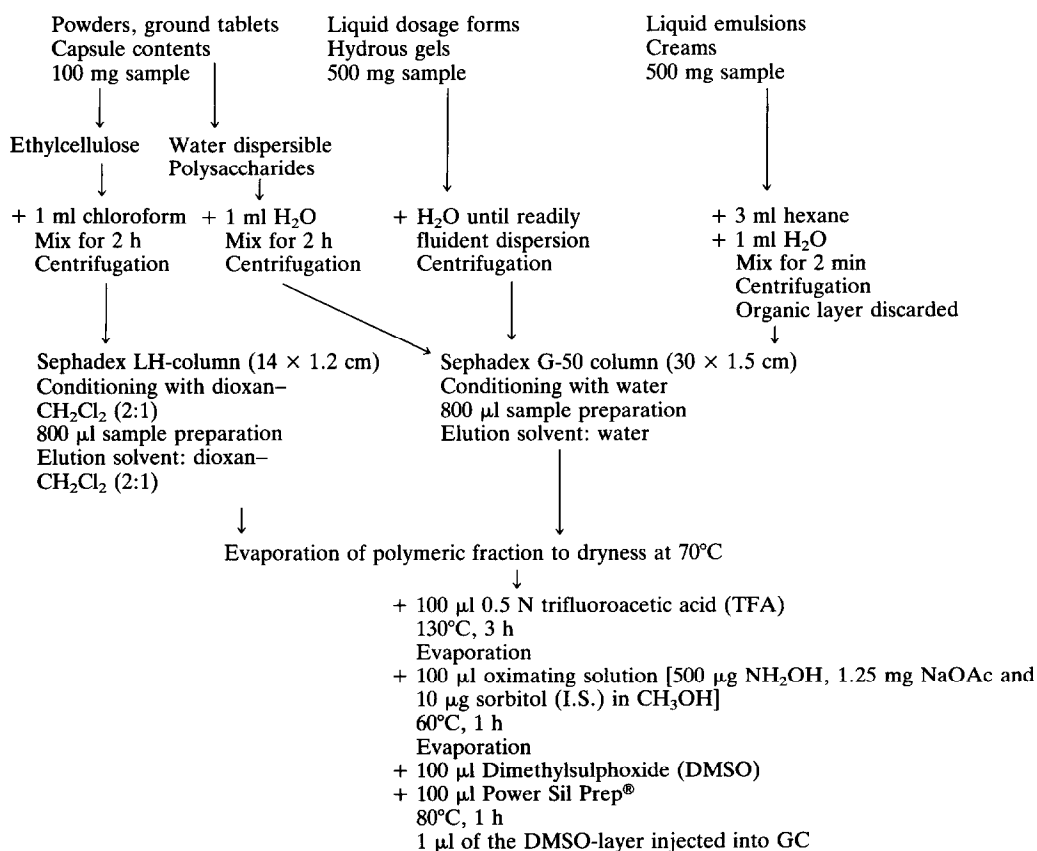 Powders, ground tablets
Capsule contents
100 mg sample
Liquid dosage forms
Hydrous gels
500 mg sample
Liquid emulsions
Creams
500 mg sample
Ethylcellulose
Water dispersible
Polysaccharides
+ 1 ml chloroform
Mix for 2 h
Centrifugation
+ 1 ml H₂O
Mix for 2 h
Centrifugation
+ H₂O until readily
fluident dispersion
Centrifugation
+ 3 ml hexane
+ 1 ml H₂O
Mix for 2 min
Centrifugation
Organic layer discarded
Sephadex LH-column (14 × 1.2 cm)
Conditioning with dioxan–
CH₂Cl₂ (2:1)
800 µl sample preparation
Elution solvent: dioxan–
CH₂Cl₂ (2:1)
Sephadex G-50 column (30 × 1.5 cm)
Conditioning with water
800 µl sample preparation
Elution solvent: water
Evaporation of polymeric fraction to dryness at 70°C
+ 100 µl 0.5 N trifluoroacetic acid (TFA)
130°C, 3 h
Evaporation
+ 100 µl oximating solution [500 µg NH₂OH, 1.25 mg NaOAc and
10 µg sorbitol (I.S.) in CH₃OH]
60°C, 1 h
Evaporation
+ 100 µl Dimethylsulphoxide (DMSO)
+ 100 µl Power Sil Prep®
80°C, 1 h
1 µl of the DMSO-layer injected into GC